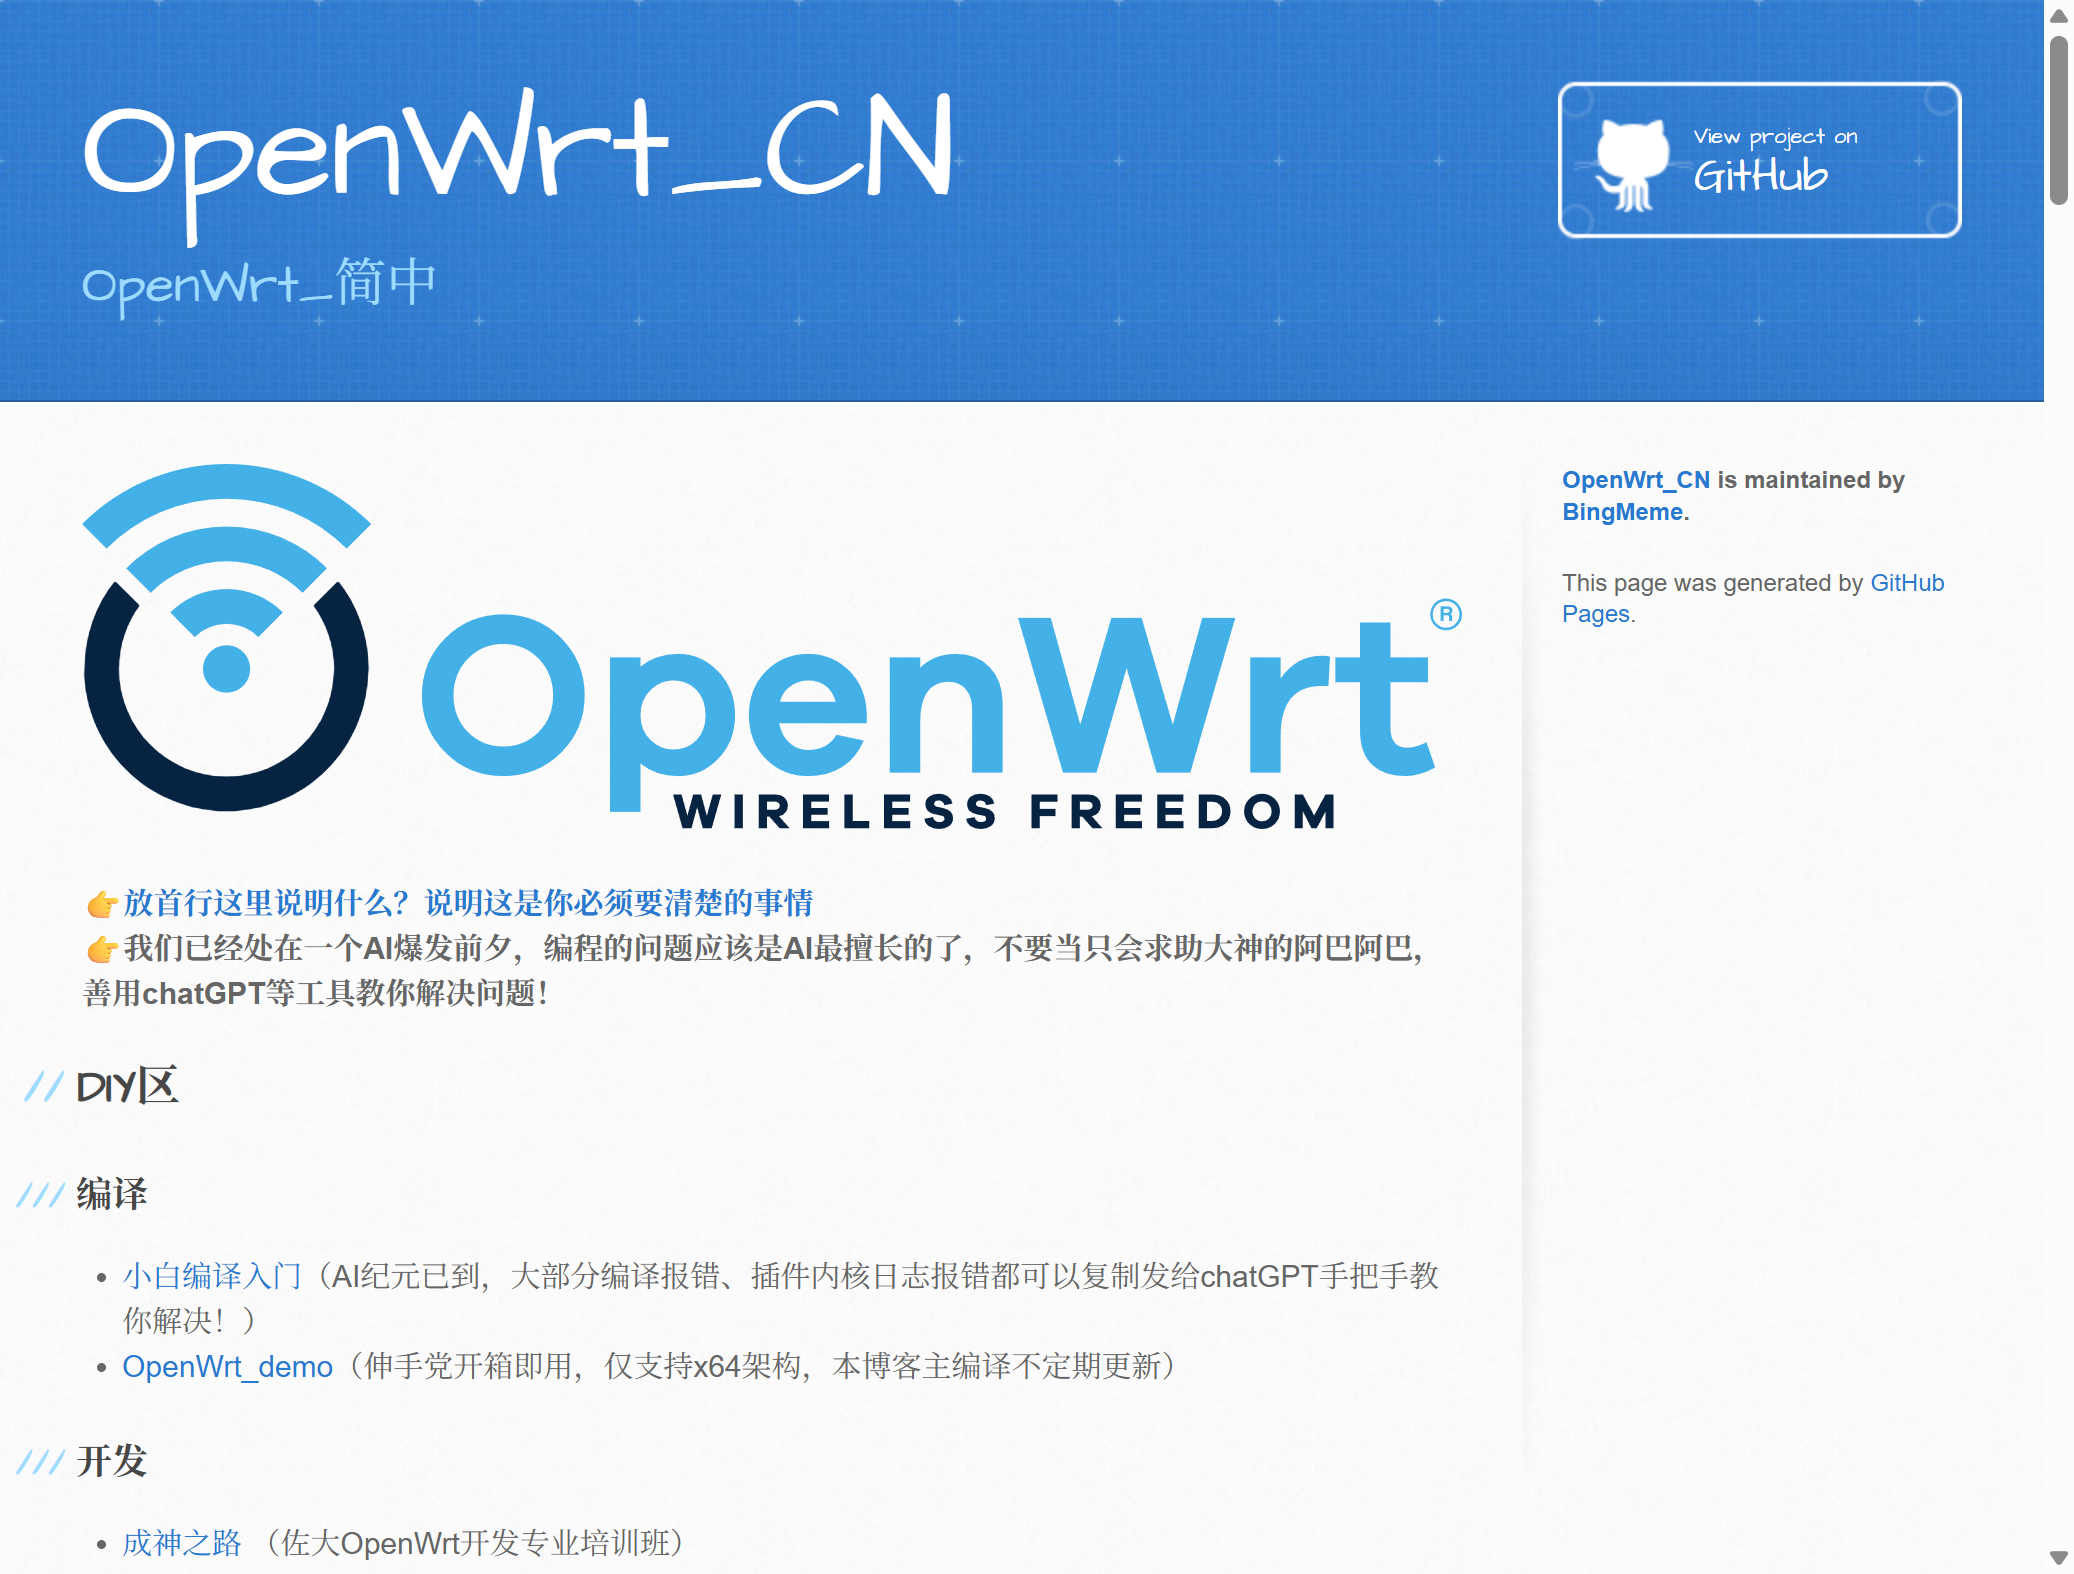 OpenWrt_CN
OpenWrt_简中
View project on
GitHub
OpenWrt®
WIRELESS FREEDOM
OpenWrt_CN is maintained by
BingMeme.
This page was generated by GitHub
Pages.
👉放首行这里说明什么？说明这是你必须要清楚的事情
👉我们已经处在一个AI爆发前夕，编程的问题应该是AI最擅长的了，不要当只会求助大神的阿巴阿巴，
善用chatGPT等工具教你解决问题！
// DIY区
/// 编译
• 小白编译入门（AI纪元已到，大部分编译报错、插件内核日志报错都可以复制发给chatGPT手把手教
你解决！）
• OpenWrt_demo（伸手党开箱即用，仅支持x64架构，本博客主编译不定期更新）
/// 开发
• 成神之路 （佐大OpenWrt开发专业培训班）